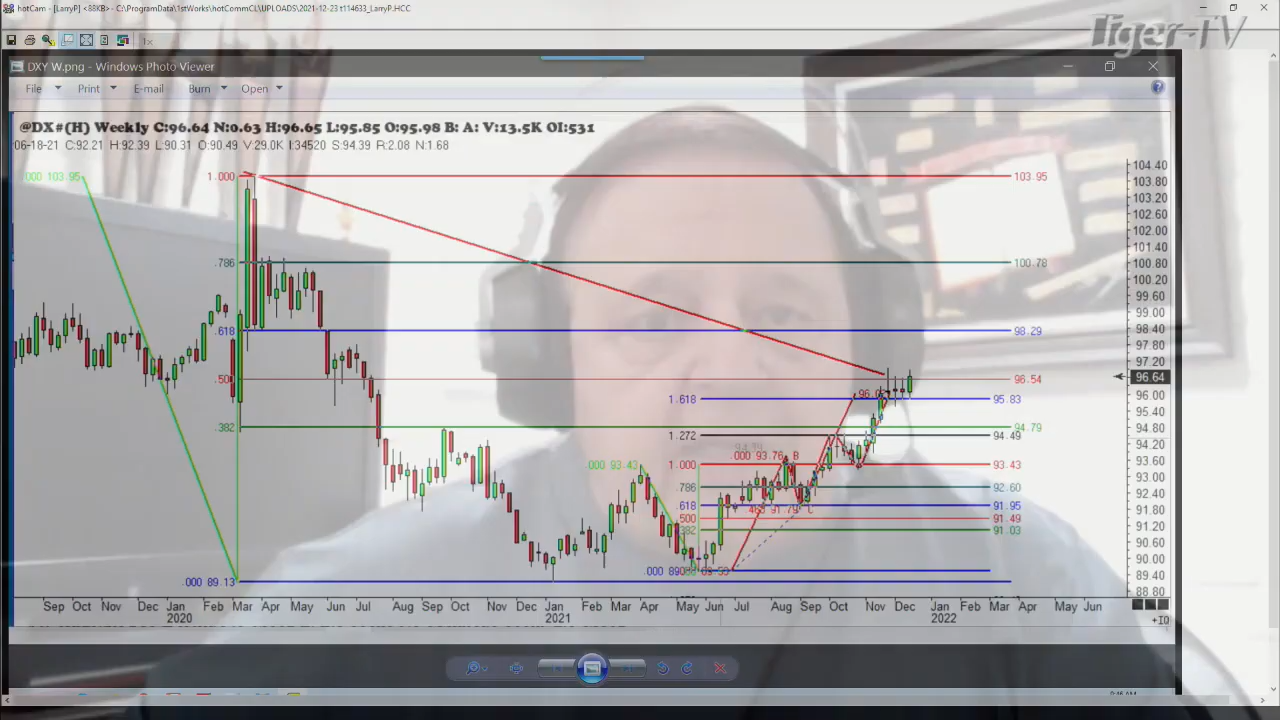 hotCam - [LarryP] <88KB> - C:\ProgramData\1stWorks\hotCommCL\UPLOADS\2021-12-23 t114633_LarryP.HCC
Tiger-TV
1x
DXY W.png - Windows Photo Viewer
File Print E-mail Burn Open
@DX#(H) Weekly C:96.64 N:0.63 H:96.65 L:95.85 O:95.98 B: A: V:13.5K OI:531
06-18-21 C:92.21 H:92.39 L:90.31 O:90.49 V:29.0K I:34520 S:94.39 R:2.08 N:1.68
104.40
.000 103.95 1.000 103.95 103.80
103.20
102.60
102.00
101.40
.786 100.78 100.80
100.20
99.60
99.00
.618 98.29 98.40
97.80
97.20
.500 96.54 96.64
1.618 95.83 96.00
95.40
.382 94.79 94.80
1.272 94.49 94.20
94.79
.000 93.76 B
.000 93.43 1.000 93.43 93.60
93.00
.786 92.60 92.40
.618 91.95 91.80
.500 91.49
.382 91.03 91.20
90.60
90.00
.000 89.13 89.40
88.80
Sep Oct Nov Dec Jan Feb Mar Apr May Jun Jul Aug Sep Oct Nov Dec Jan Feb Mar Apr May Jun Jul Aug Sep Oct Nov Dec Jan Feb Mar Apr May Jun
2020 2021 2022
+10